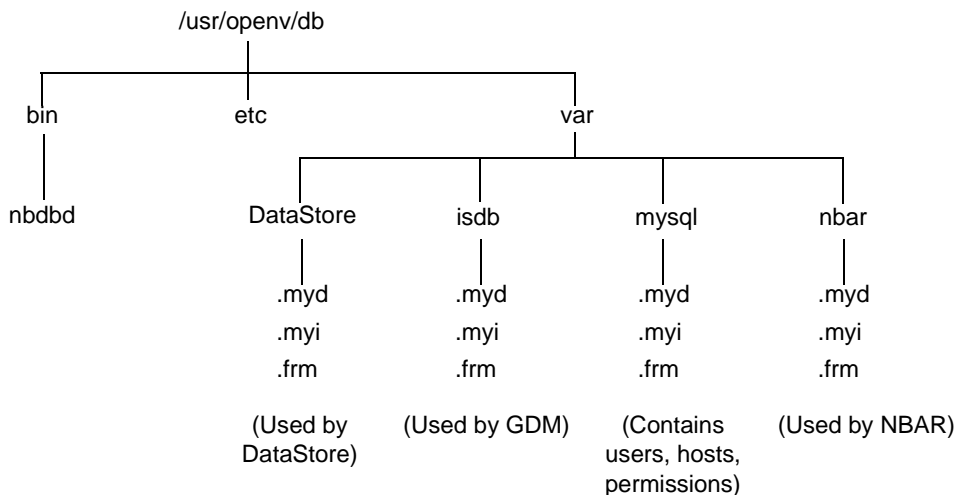 /usr/openv/db
bin etc var
nbdbd DataStore isdb mysql nbar
.myd .myd .myd .myd
.myi .myi .myi .myi
.frm .frm .frm .frm
(Used by DataStore)
(Used by GDM)
(Contains users, hosts, permissions)
(Used by NBAR)